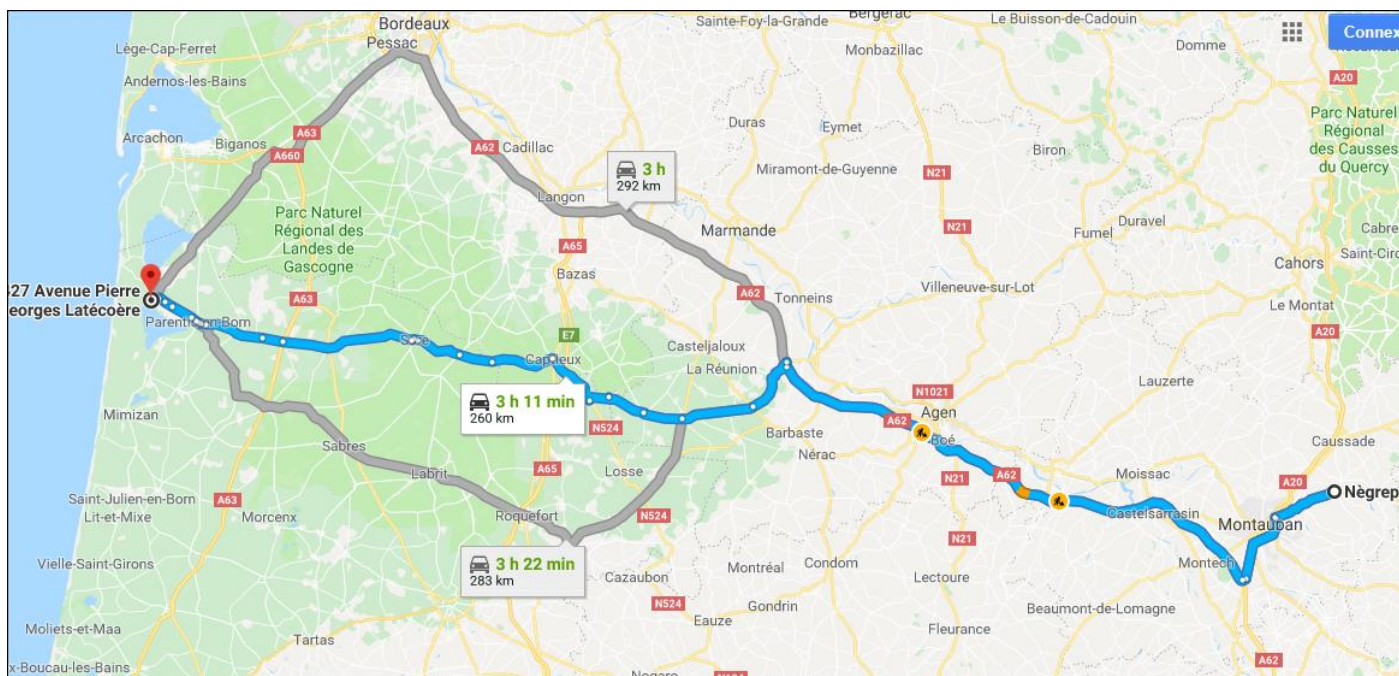 Bordeaux
Pessac
Lège-Cap-Ferret
Andernos-les-Bains
Arcachon
Biganos
A63
A660
A62
Cadillac
Sainte-Foy-la-Grande
Bergerac
Monbazillac
Le Buisson-de-Cadouin
Domme
Connex
A20
Parc Naturel
Régional
des Causses
du Quercy
Duras
Eymet
Miramont-de-Guyenne
Biron
N21
3 h
292 km
Langon
Parc Naturel
Régional des
Landes de
Gascogne
A65
Bazas
Marmande
A62
Tonneins
N21
Villeneuve-sur-Lot
Fumel
Duravel
Cabre
Saint-Circ
Cahors
Le Montat
A20
327 Avenue Pierre
Georges Latécoère
Parentis-en-Born
A63
Sore
E7
Captieux
Casteljaloux
La Réunion
3 h 11 min
260 km
N524
Mimizan
Sabres
Labrit
A65
Losse
Barbaste
Nérac
A62
N1021
Agen
Boé
Lauzerte
N21
A62
Moissac
Caussade
A20
Nègrep
Castelsarrasin
Montauban
Montech
Saint-Julien-en-Born
Lit-et-Mixe
A63
Morcenx
Roquefort
N524
3 h 22 min
283 km
Vielle-Saint-Girons
Cazaubon
N524
Montréal
Condom
N21
Lectoure
Gondrin
Eauze
Fleurance
Beaumont-de-Lomagne
Moliets-et-Maa
Tartas
x-Boucau-les-Bains
Nogaro
A62